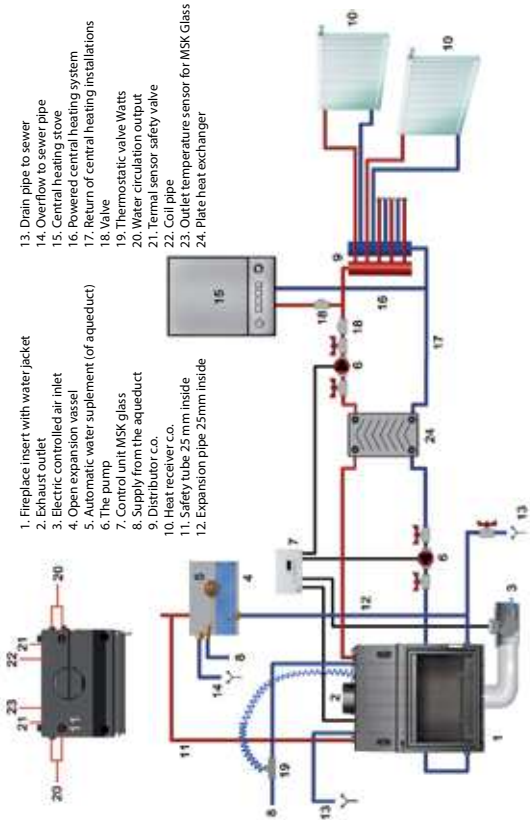 1. Fireplace insert with water jacket
2. Exhaust outlet
3. Electric controlled air inlet
4. Open expansion vassel
5. Automatic water suplement (of aqueduct)
6. The pump
7. Control unit MSK glass
8. Supply from the aqueduct
9. Distributor c.o.
10. Heat receiver c.o.
11. Safety tube 25 mm inside
12. Expansion pipe 25mm inside
13. Drain pipe to sewer
14. Overflow to sewer pipe
15. Central heating stove
16. Powered central heating system
17. Return of central heating installations
18. Valve
19. Thermostatic valve Watts
20. Water circulation output
21. Termal sensor safety valve
22. Coil pipe
23. Outlet temperature sensor for MSK Glass
24. Plate heat exchanger
20
21
23
22
21
20
11
11
8
13
19
14
8
5
4
7
2
12
1
3
6
13
24
6
18
18
15
16
17
9
10
10